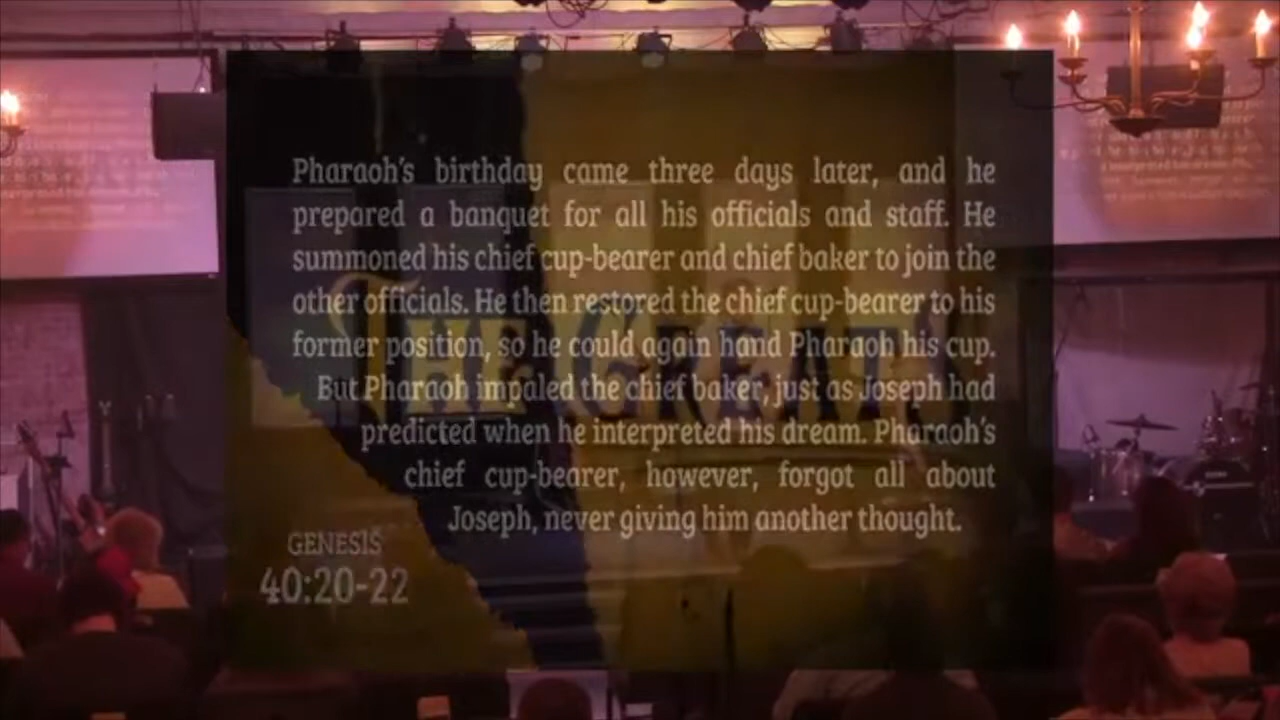 Pharaoh's birthday came three days later, and he
prepared a banquet for all his officials and staff. He
summoned his chief cup-bearer and chief baker to join the
other officials. He then restored the chief cup-bearer to his
former position, so he could again hand Pharaoh his cup.
But Pharaoh impaled the chief baker, just as Joseph had
predicted when he interpreted his dream. Pharaoh's
chief cup-bearer, however, forgot all about
Joseph, never giving him another thought.
THE GREATS
GENESIS
40:20-22